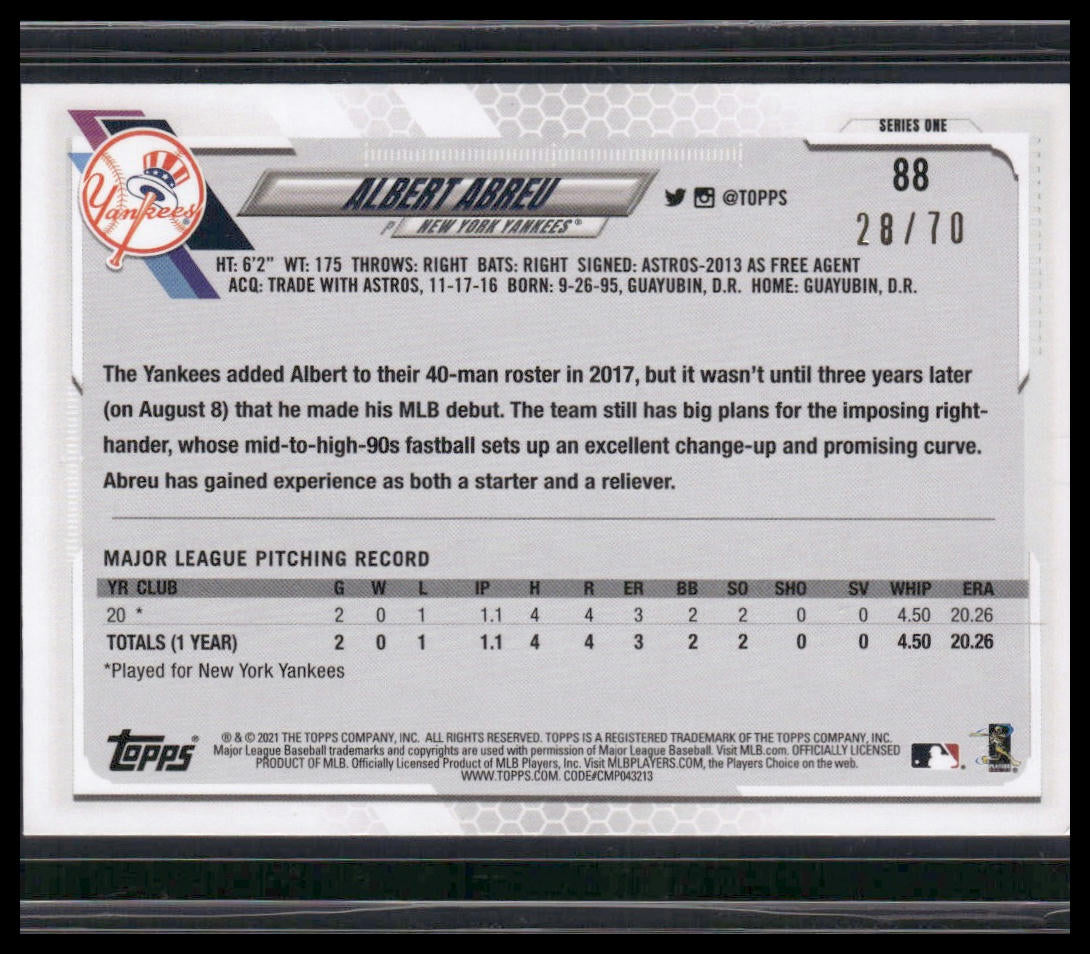 SERIES ONE
88
28/70
Yankees
ALBERT ABREU
@TOPPS
P NEW YORK YANKEES®
HT: 6'2" WT: 175 THROWS: RIGHT BATS: RIGHT SIGNED: ASTROS-2013 AS FREE AGENT
ACQ: TRADE WITH ASTROS, 11-17-16 BORN: 9-26-95, GUAYUBIN, D.R. HOME: GUAYUBIN, D.R.
The Yankees added Albert to their 40-man roster in 2017, but it wasn't until three years later
(on August 8) that he made his MLB debut. The team still has big plans for the imposing right-
hander, whose mid-to-high-90s fastball sets up an excellent change-up and promising curve.
Abreu has gained experience as both a starter and a reliever.
MAJOR LEAGUE PITCHING RECORD
YR CLUB G W L IP H R ER BB SO SHO SV WHIP ERA
20 * 2 0 1 1.1 4 4 3 2 2 0 0 4.50 20.26
TOTALS (1 YEAR) 2 0 1 1.1 4 4 3 2 2 0 0 4.50 20.26
*Played for New York Yankees
Topps®
® & © 2021 THE TOPPS COMPANY, INC. ALL RIGHTS RESERVED. TOPPS IS A REGISTERED TRADEMARK OF THE TOPPS COMPANY, INC.
Major League Baseball trademarks and copyrights are used with permission of Major League Baseball. Visit MLB.com. OFFICIALLY LICENSED
PRODUCT OF MLB. Officially Licensed Product of MLB Players, Inc. Visit MLBPLAYERS.COM, the Players Choice on the web.
WWW.TOPPS.COM. CODE#CMP043213